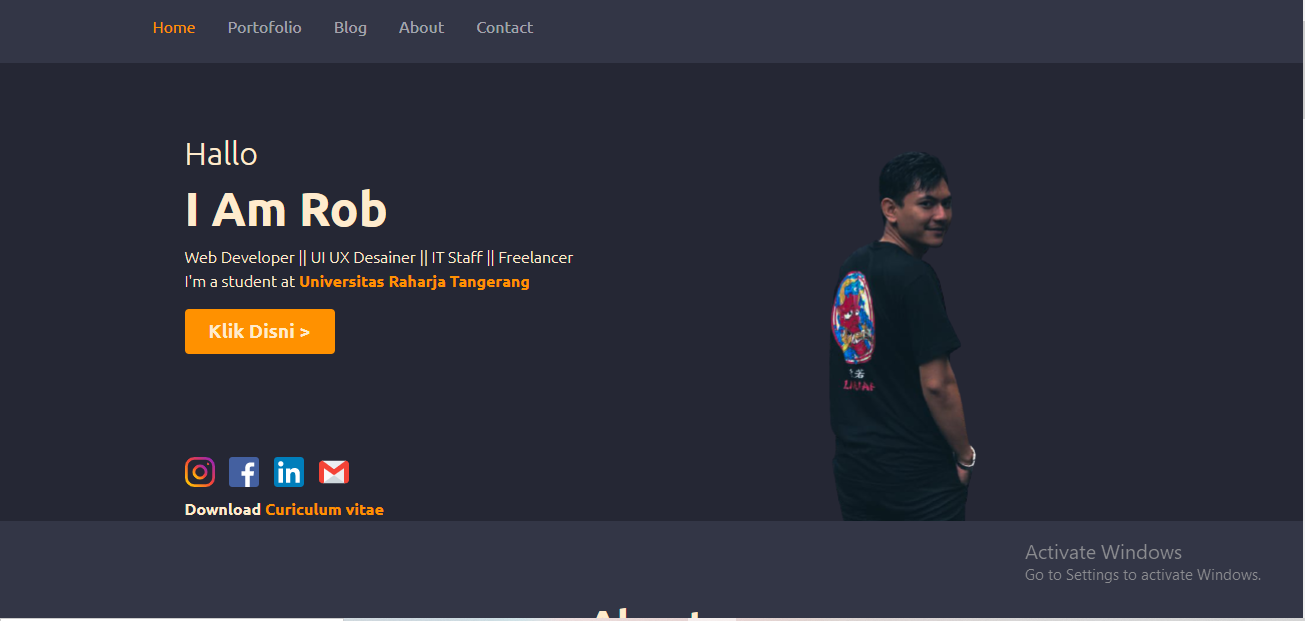 Home Portofolio Blog About Contact
Hallo
I Am Rob
Web Developer || UI UX Desainer || IT Staff || Freelancer
I'm a student at Universitas Raharja Tangerang
Klik Disni >
Download Curiculum vitae
Activate Windows
Go to Settings to activate Windows.
About